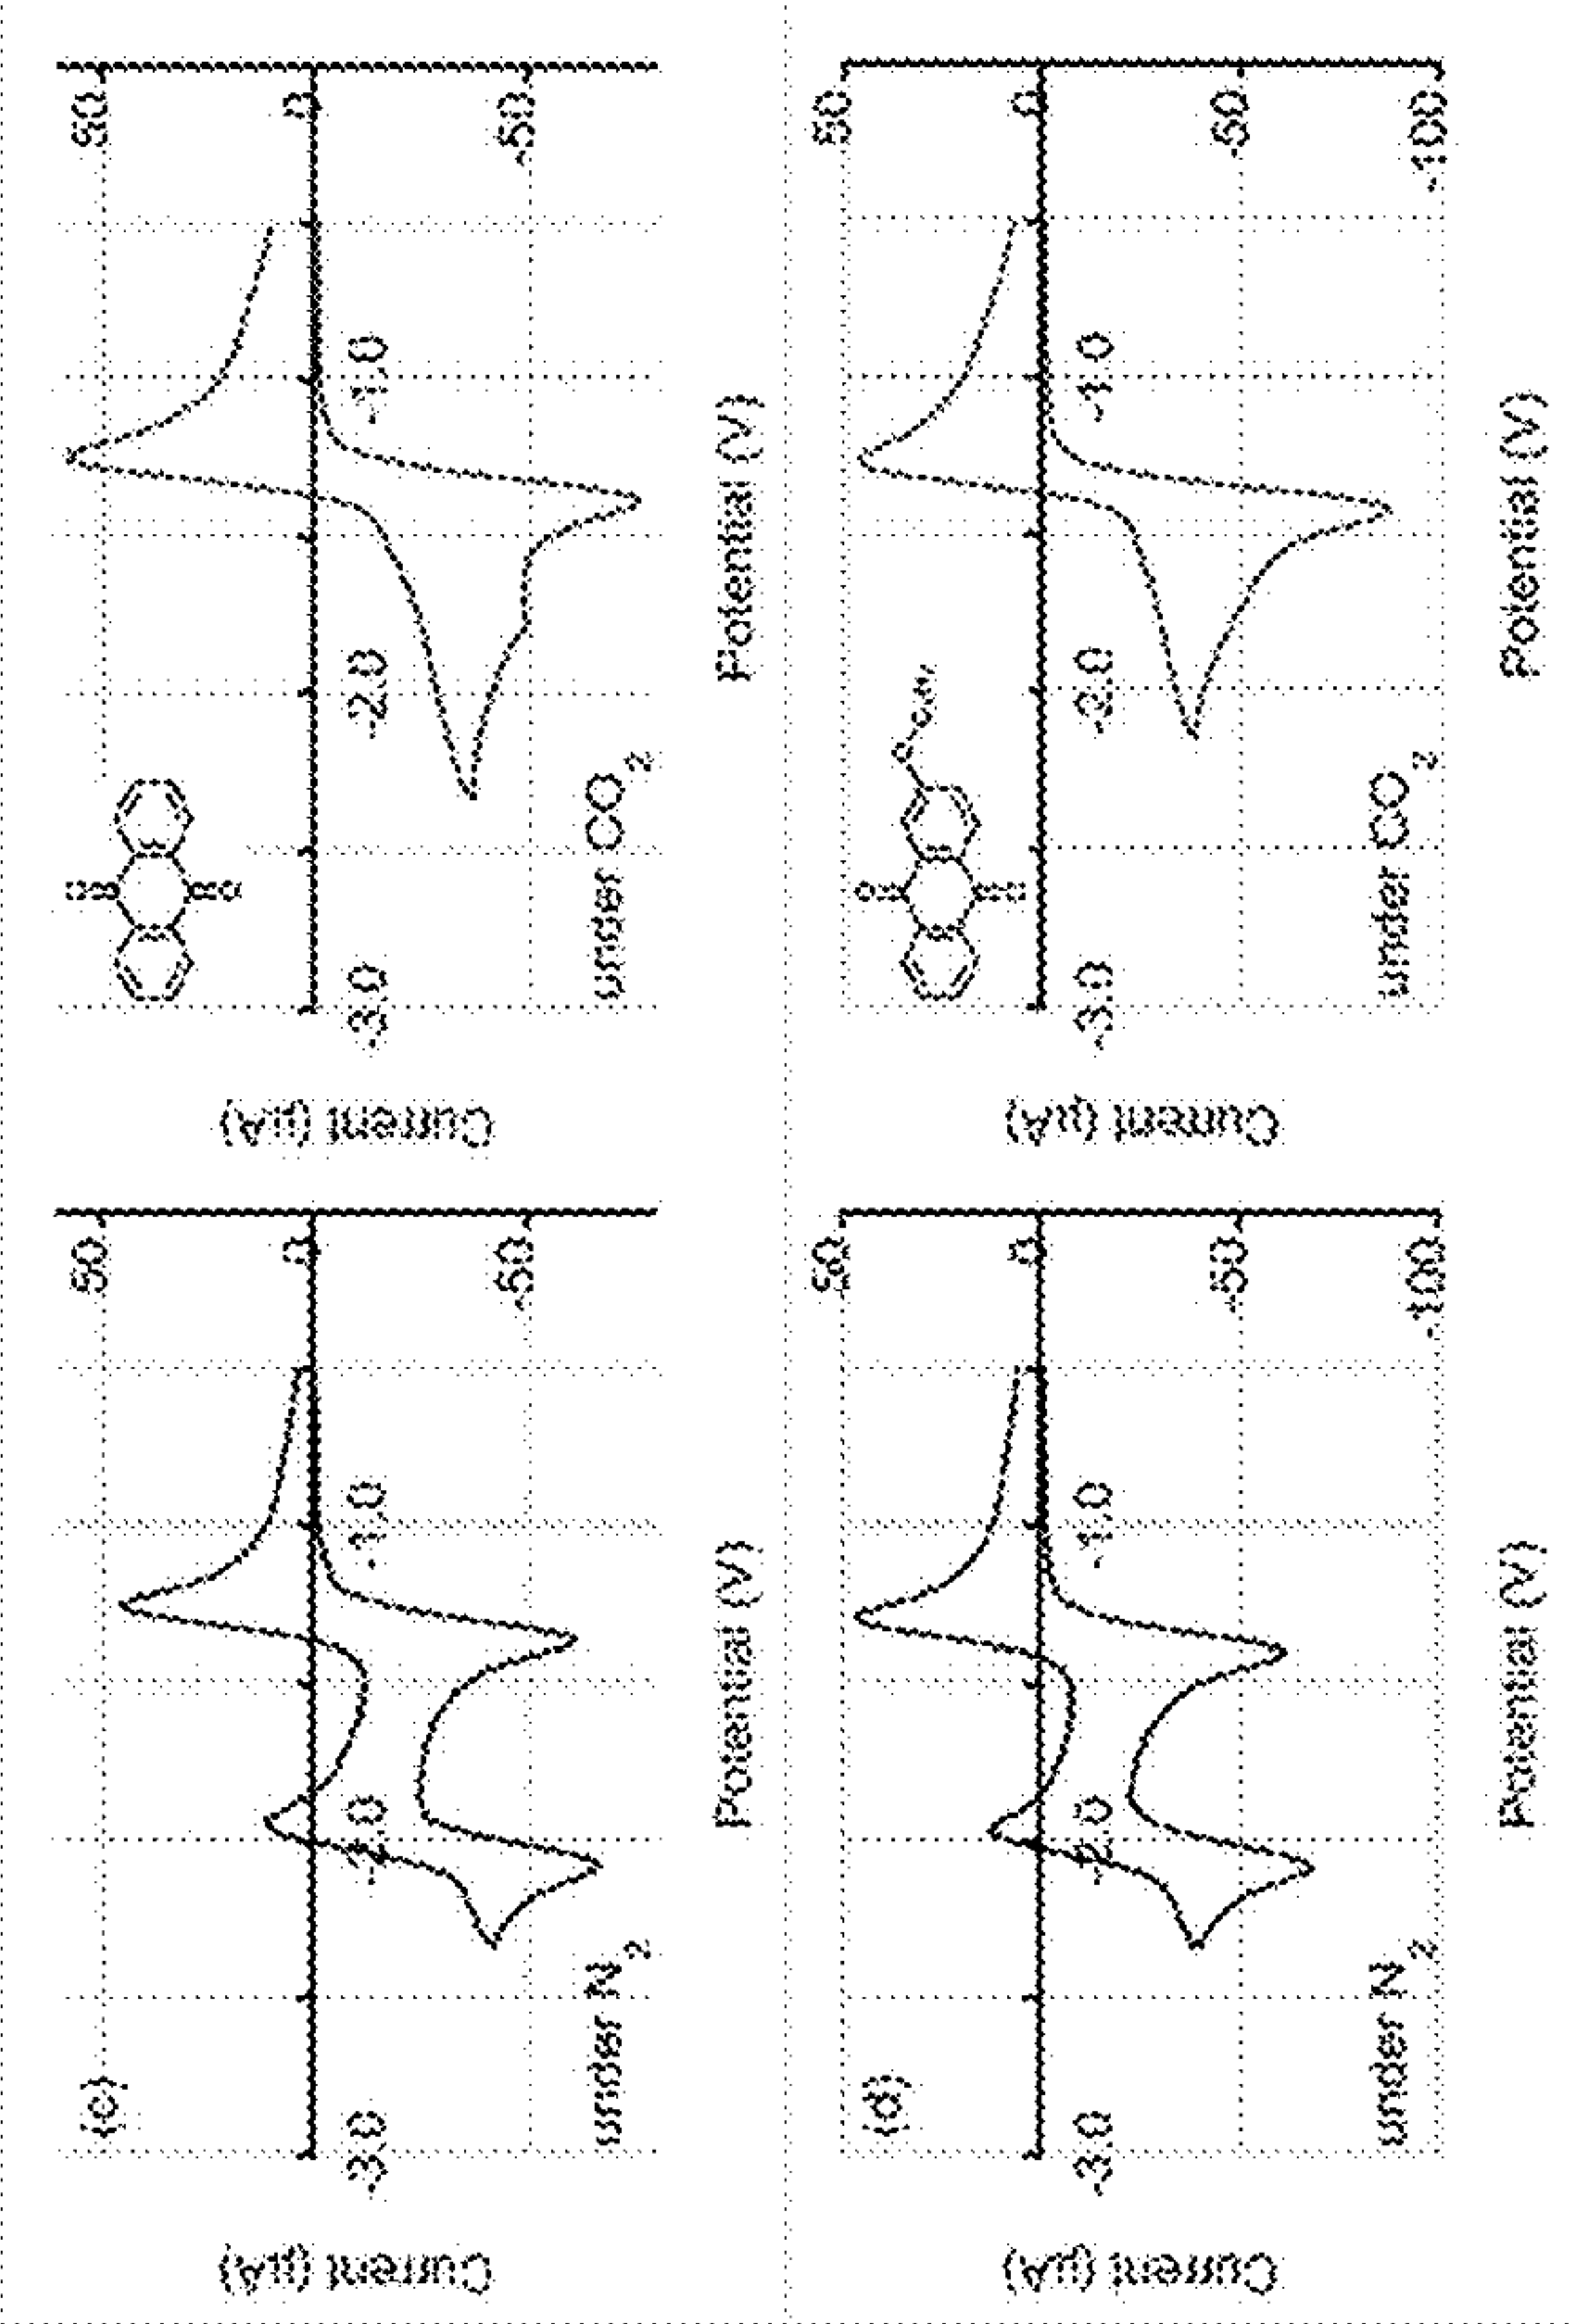 (c)
50
0
-50
-1.0
-2.0
-3.0
under N2
Current (μA)
Potential (V)
50
0
-50
-1.0
-2.0
-3.0
O
O
under CO2
Current (μA)
Potential (V)
(d)
50
0
-50
-100
-1.0
-2.0
-3.0
under N2
Current (μA)
Potential (V)
50
0
-50
-100
-1.0
-2.0
-3.0
O
O
under CO2
Current (μA)
Potential (V)